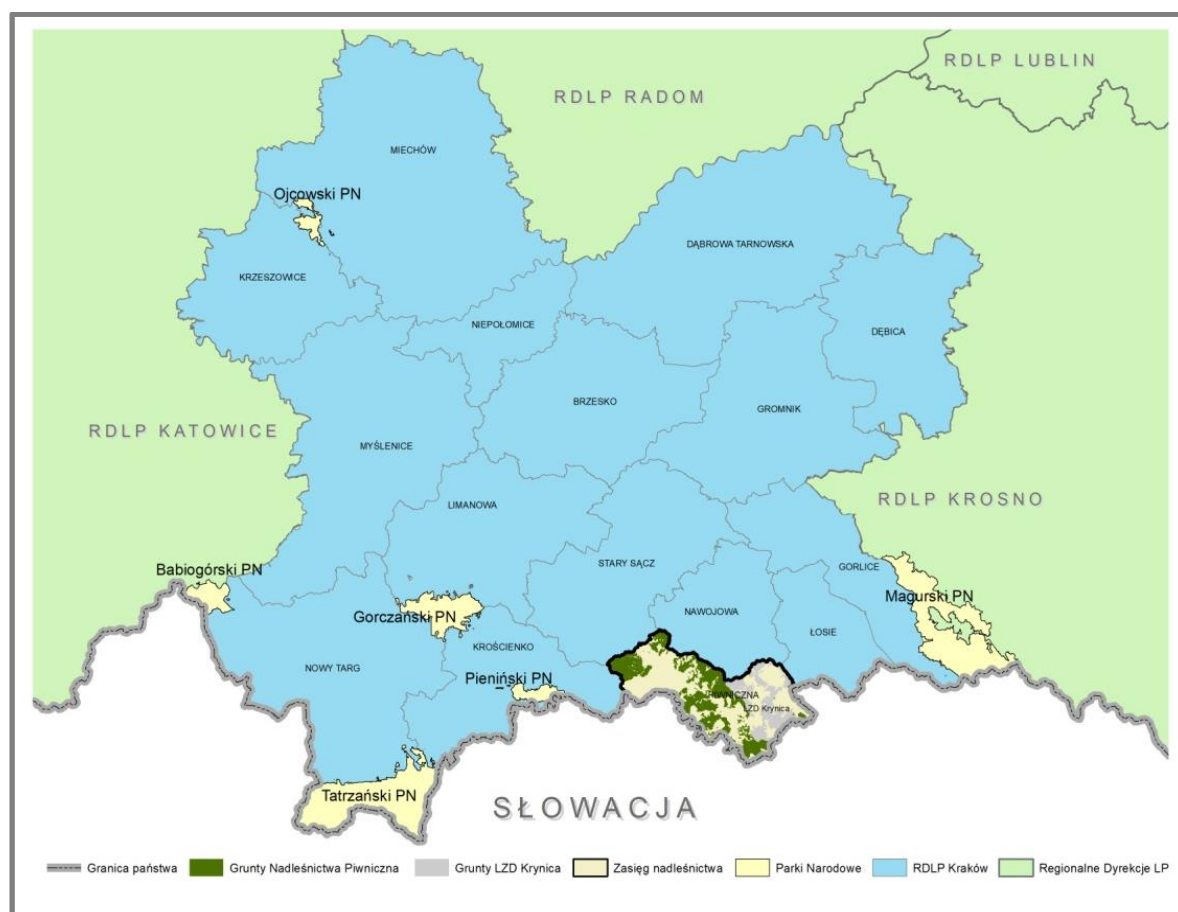 RDLP LUBLIN
RDLP RADOM
MIECHÓW
Ojcowski PN
DĄBROWA TARNOWSKA
KRZESZOWICE
NIEPOŁOMICE
DĘBICA
BRZESKO
GROMNIK
RDLP KATOWICE
MYŚLENICE
RDLP KROSNO
LIMANOWA
STARY SĄCZ
Babiogórski PN
GORLICE
Magurski PN
Gorczański PN
NAWOJOWA
ŁOSIE
KROŚCIENKO
NOWY TARG
Pieniński PN
PIWNICZNA
LZD Krynica
Tatrzański PN
SŁOWACJA
Granica państwa
Grunty Nadleśnictwa Piwniczna
Grunty LZD Krynica
Zasięg nadleśnictwa
Parki Narodowe
RDLP Kraków
Regionalne Dyrekcje LP